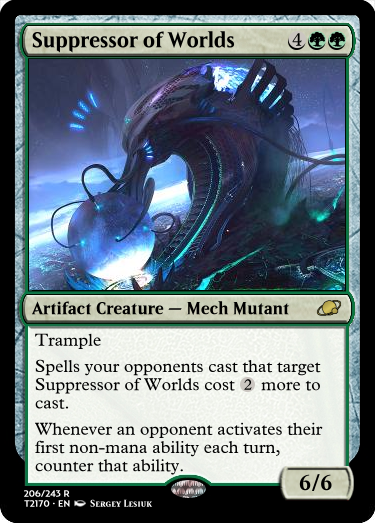 Suppressor of Worlds 4
Artifact Creature — Mech Mutant
Trample
Spells your opponents cast that target
Suppressor of Worlds cost 2 more to
cast.
Whenever an opponent activates their
first non-mana ability each turn,
counter that ability.
6/6
206/243 R
T2170 • EN Sergey Lesiuk